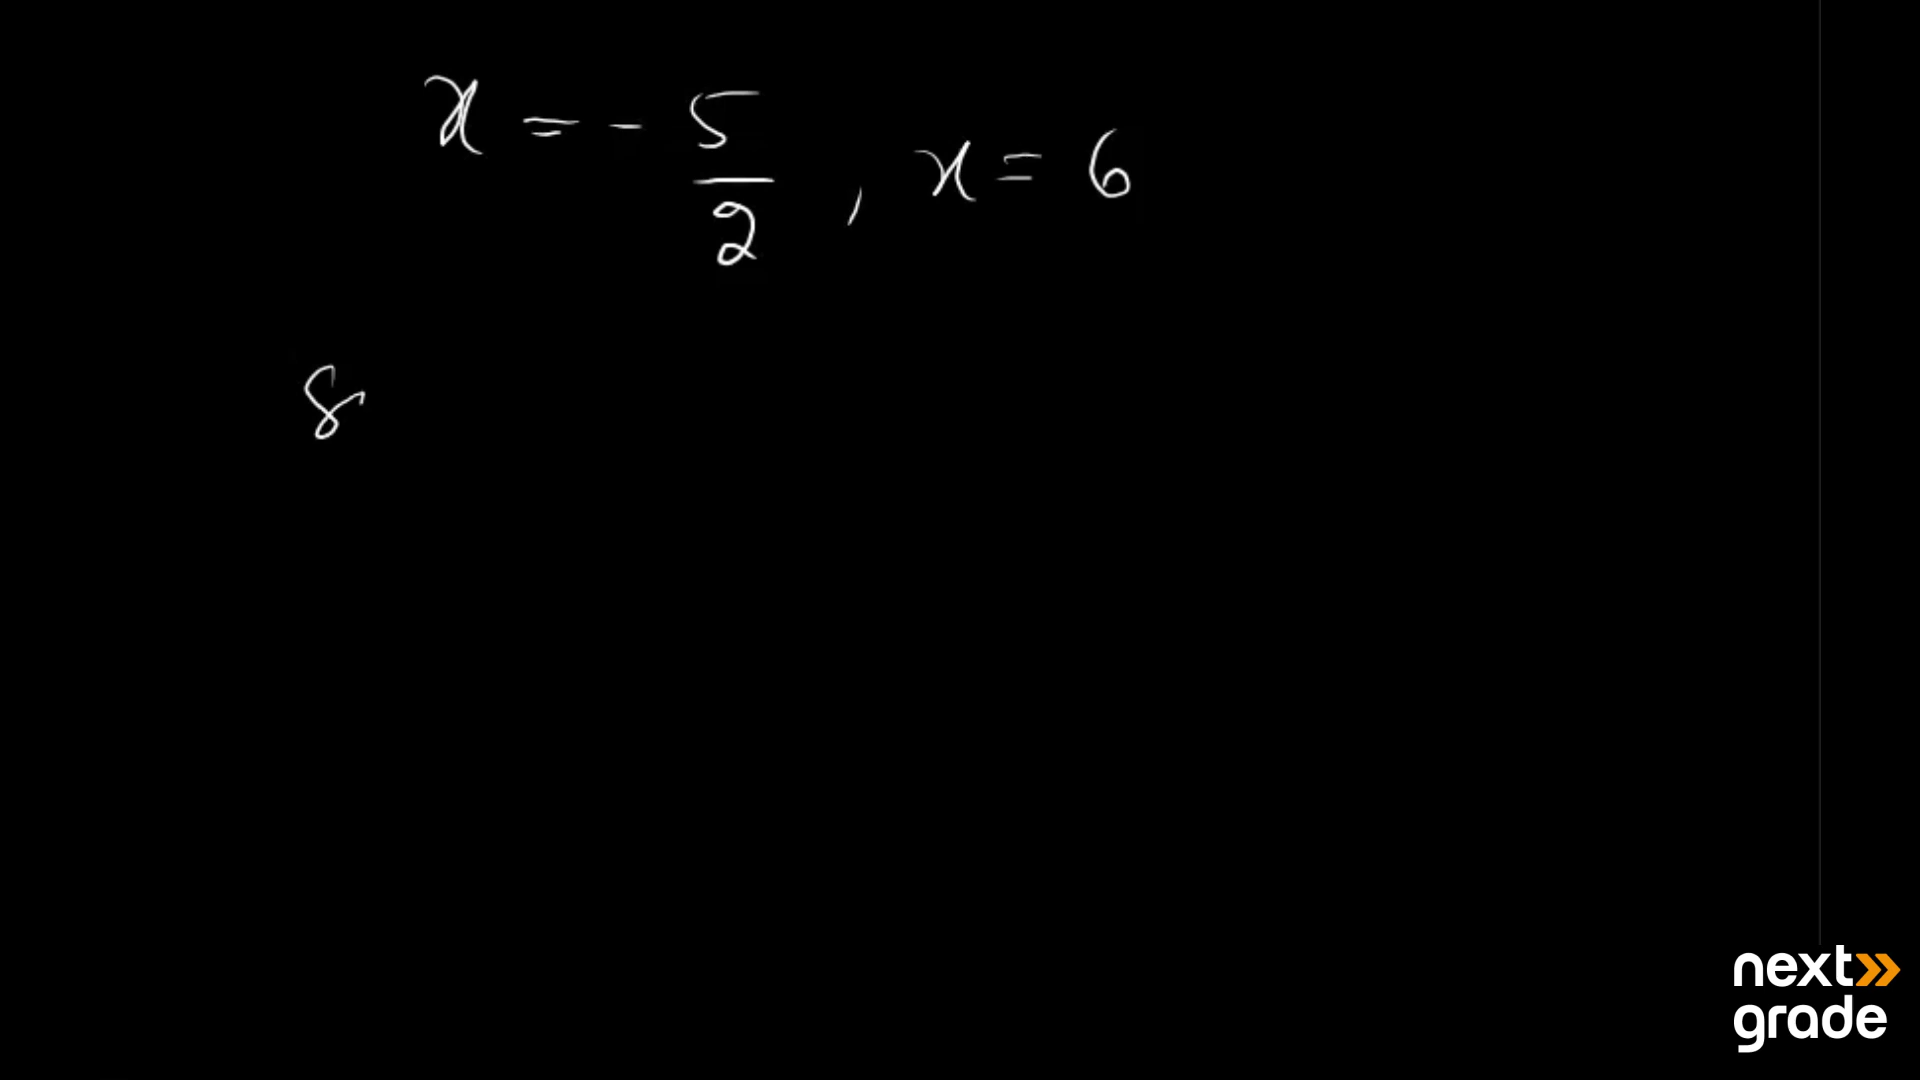 x = - 5/2 , x = 6
8
next
grade